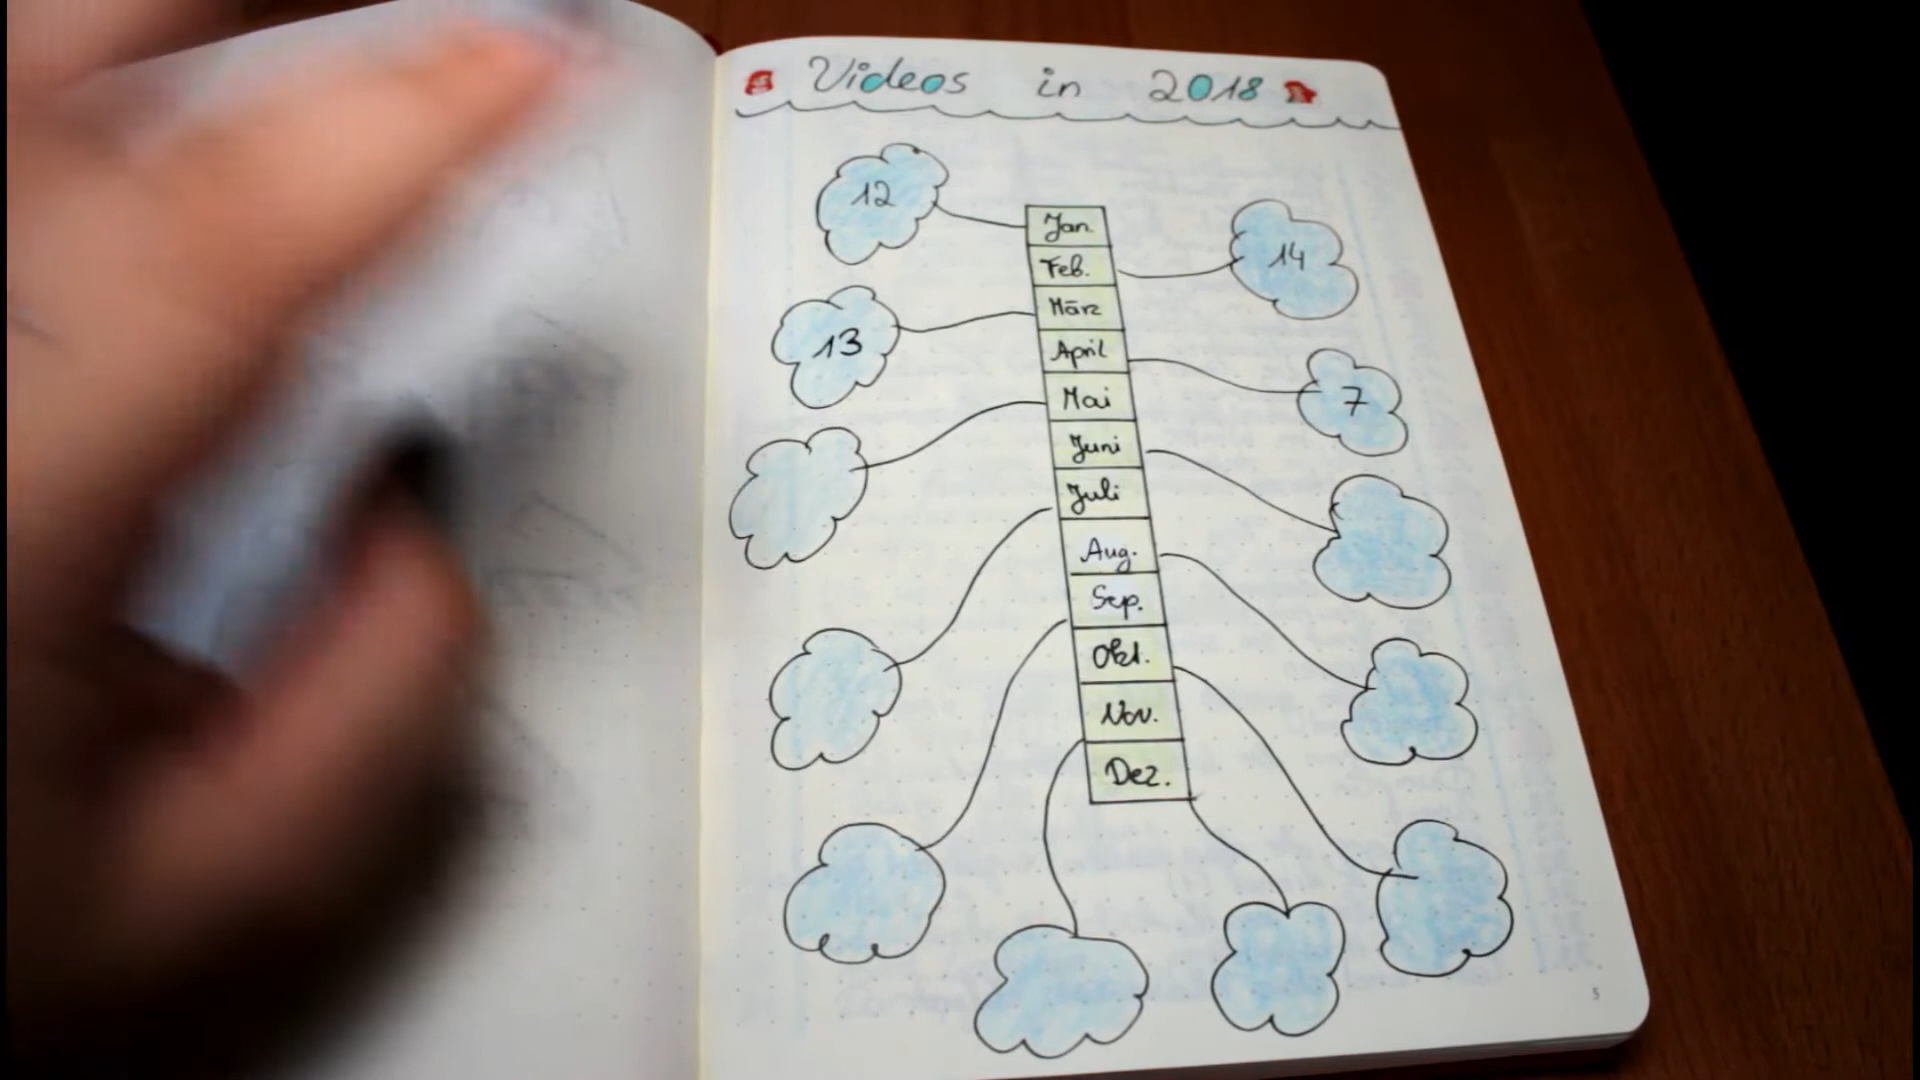 Videos in 2018
12
Jan.
Feb.
14
März
13
April
7
Mai
Juni
Juli
Aug.
Sep.
Okt.
Nov.
Dez.
5